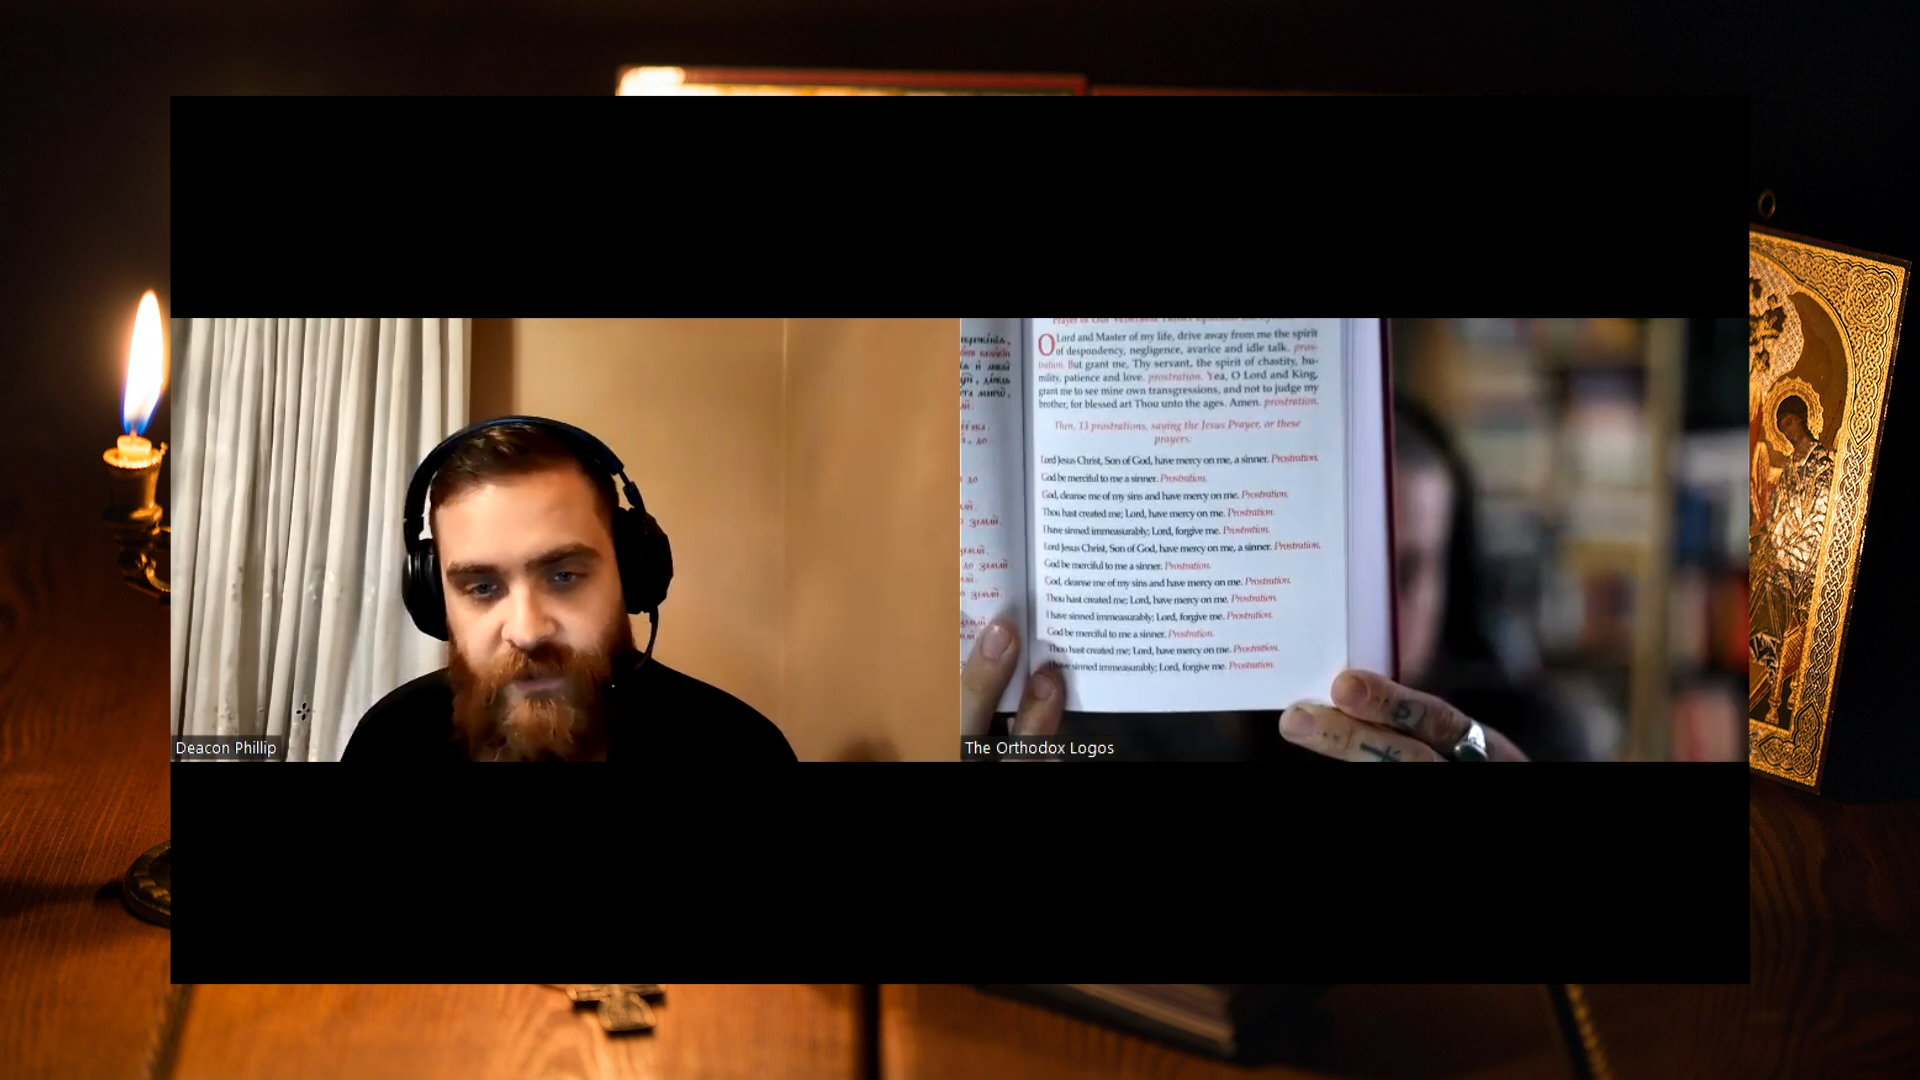 Lord and Master of my life, drive away from me the spirit
of despondency, negligence, avarice and idle talk. pros-
tration. But grant me, Thy servant, the spirit of chastity, hu-
mility, patience and love. prostration. Yea, O Lord and King,
grant me to see mine own transgressions, and not to judge my
brother, for blessed art Thou unto the ages. Amen. prostration.
Then, 13 prostrations, saying the Jesus Prayer, or these
prayers:
Lord Jesus Christ, Son of God, have mercy on me, a sinner. Prostration.
God be merciful to me a sinner. Prostration.
God, cleanse me of my sins and have mercy on me. Prostration.
Thou hast created me; Lord, have mercy on me. Prostration.
I have sinned immeasurably; Lord, forgive me. Prostration.
Lord Jesus Christ, Son of God, have mercy on me, a sinner. Prostration.
God be merciful to me a sinner. Prostration.
God, cleanse me of my sins and have mercy on me. Prostration.
Thou hast created me; Lord, have mercy on me. Prostration.
I have sinned immeasurably; Lord, forgive me. Prostration.
God be merciful to me a sinner. Prostration.
Thou hast created me; Lord, have mercy on me. Prostration.
I have sinned immeasurably; Lord, forgive me. Prostration.
Deacon Phillip
The Orthodox Logos